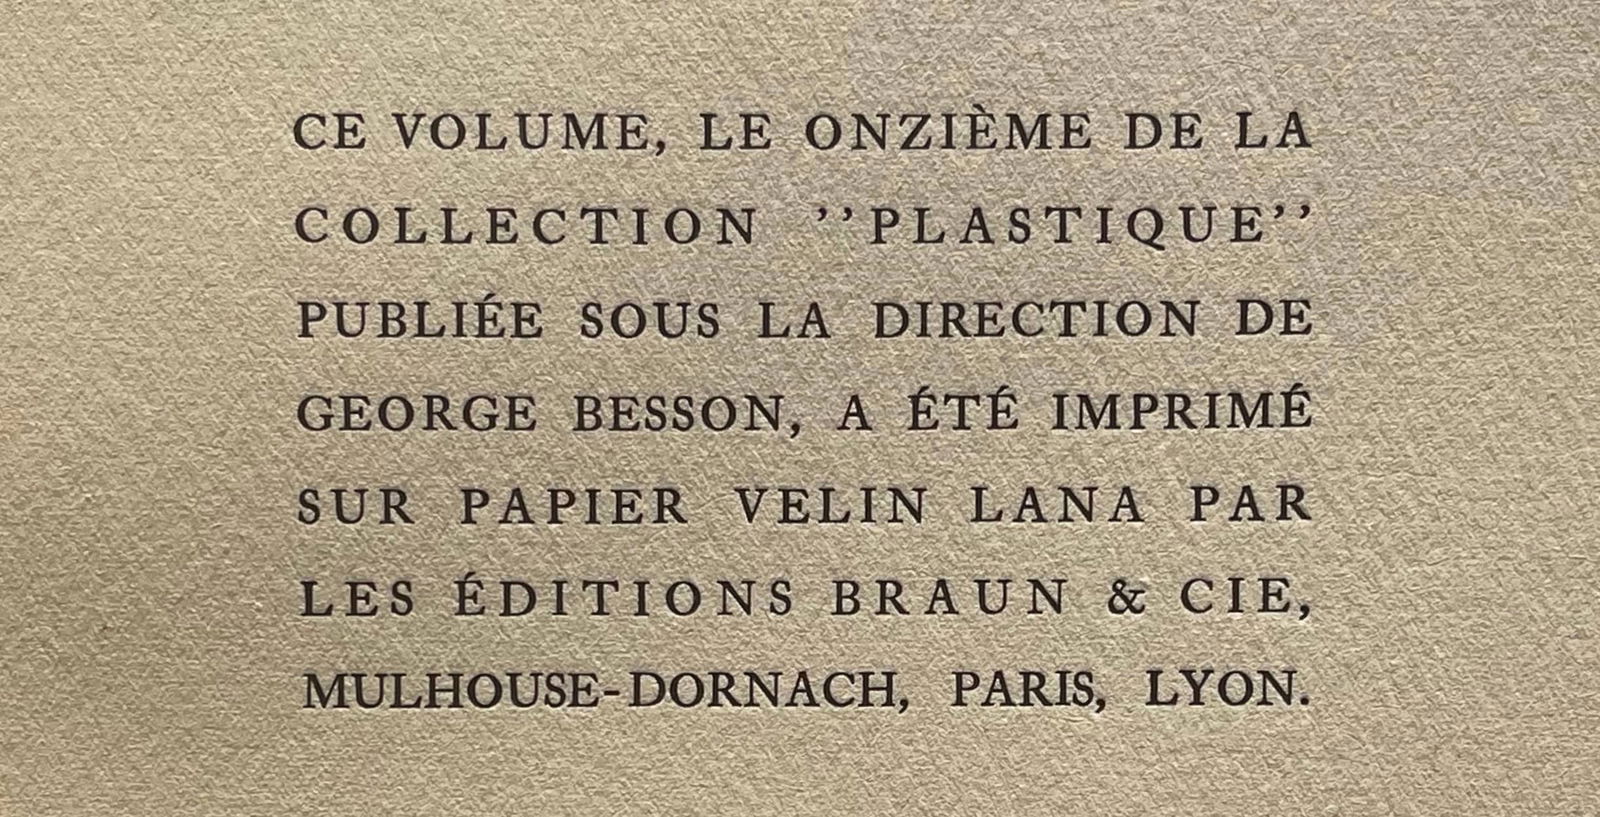 CE VOLUME, LE ONZIÈME DE LA
COLLECTION ’’PLASTIQUE’’
PUBLIÉE SOUS LA DIRECTION DE
GEORGE BESSON, A ÉTÉ IMPRIMÉ
SUR PAPIER VELIN LANA PAR
LES ÉDITIONS BRAUN & CIE,
MULHOUSE-DORNACH, PARIS, LYON.